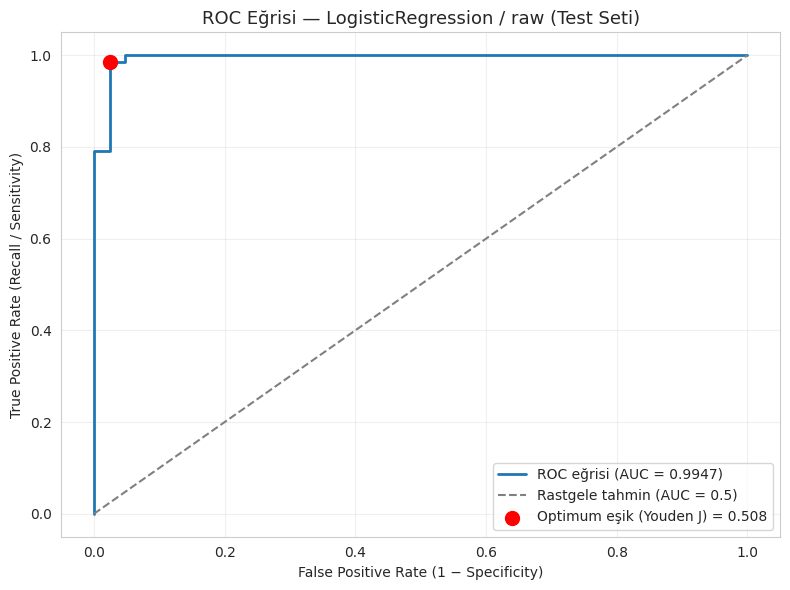 ROC Eğrisi — LogisticRegression / raw (Test Seti)
True Positive Rate (Recall / Sensitivity)
1.0
0.8
0.6
0.4
0.2
0.0
0.0 0.2 0.4 0.6 0.8 1.0
False Positive Rate (1 − Specificity)
ROC eğrisi (AUC = 0.9947)
Rastgele tahmin (AUC = 0.5)
Optimum eşik (Youden J) = 0.508